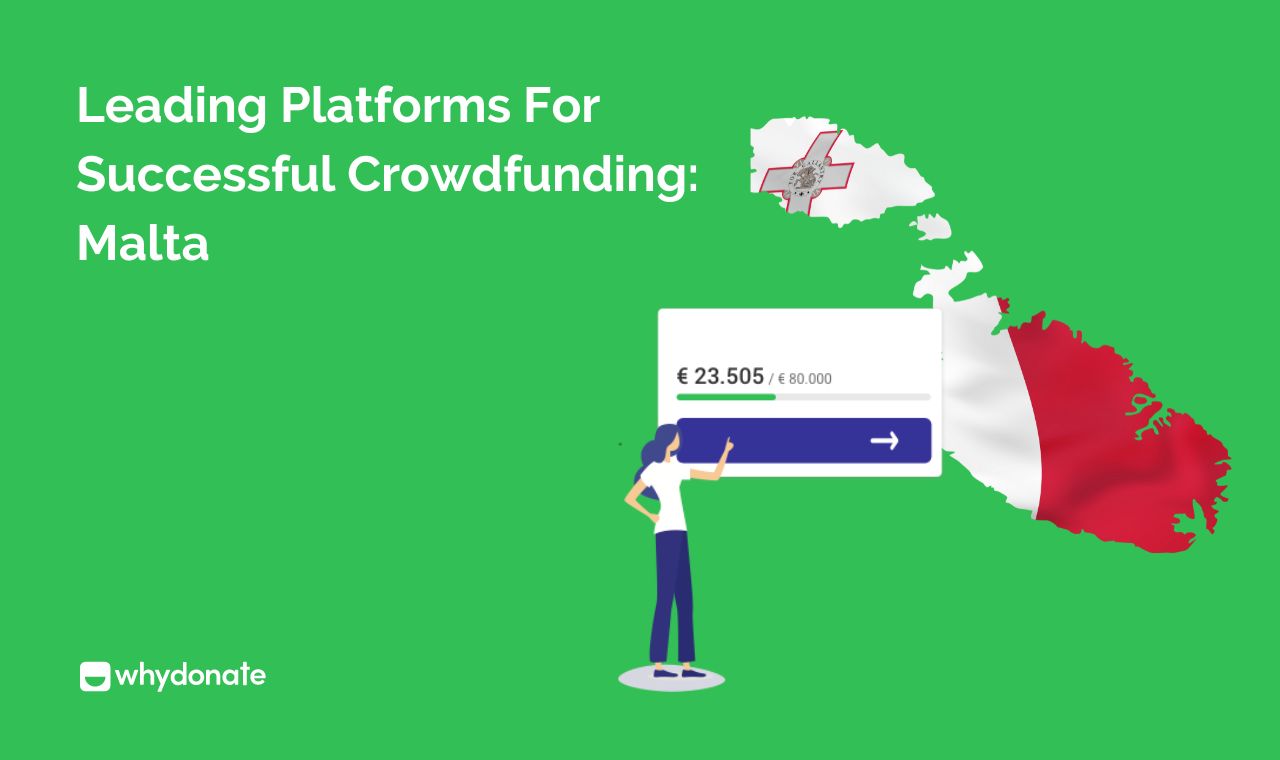 Leading Platforms For
Successful Crowdfunding:
Malta
€ 23.505 / € 80.000
whydonate